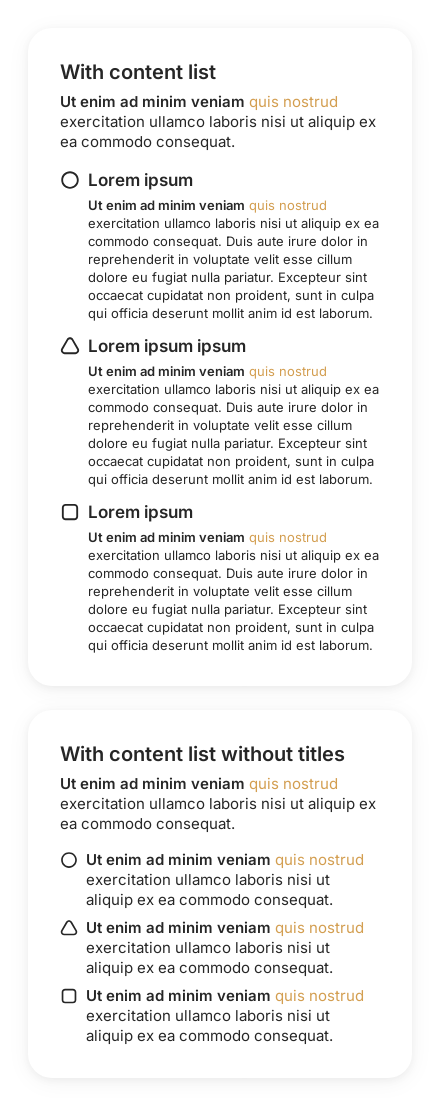 With content list
Ut enim ad minim veniam quis nostrud
exercitation ullamco laboris nisi ut aliquip ex
ea commodo consequat.
Lorem ipsum
Ut enim ad minim veniam quis nostrud
exercitation ullamco laboris nisi ut aliquip ex ea
commodo consequat. Duis aute irure dolor in
reprehenderit in voluptate velit esse cillum
dolore eu fugiat nulla pariatur. Excepteur sint
occaecat cupidatat non proident, sunt in culpa
qui officia deserunt mollit anim id est laborum.
Lorem ipsum ipsum
Ut enim ad minim veniam quis nostrud
exercitation ullamco laboris nisi ut aliquip ex ea
commodo consequat. Duis aute irure dolor in
reprehenderit in voluptate velit esse cillum
dolore eu fugiat nulla pariatur. Excepteur sint
occaecat cupidatat non proident, sunt in culpa
qui officia deserunt mollit anim id est laborum.
Lorem ipsum
Ut enim ad minim veniam quis nostrud
exercitation ullamco laboris nisi ut aliquip ex ea
commodo consequat. Duis aute irure dolor in
reprehenderit in voluptate velit esse cillum
dolore eu fugiat nulla pariatur. Excepteur sint
occaecat cupidatat non proident, sunt in culpa
qui officia deserunt mollit anim id est laborum.
With content list without titles
Ut enim ad minim veniam quis nostrud
exercitation ullamco laboris nisi ut aliquip ex
ea commodo consequat.
Ut enim ad minim veniam quis nostrud
exercitation ullamco laboris nisi ut
aliquip ex ea commodo consequat.
Ut enim ad minim veniam quis nostrud
exercitation ullamco laboris nisi ut
aliquip ex ea commodo consequat.
Ut enim ad minim veniam quis nostrud
exercitation ullamco laboris nisi ut
aliquip ex ea commodo consequat.